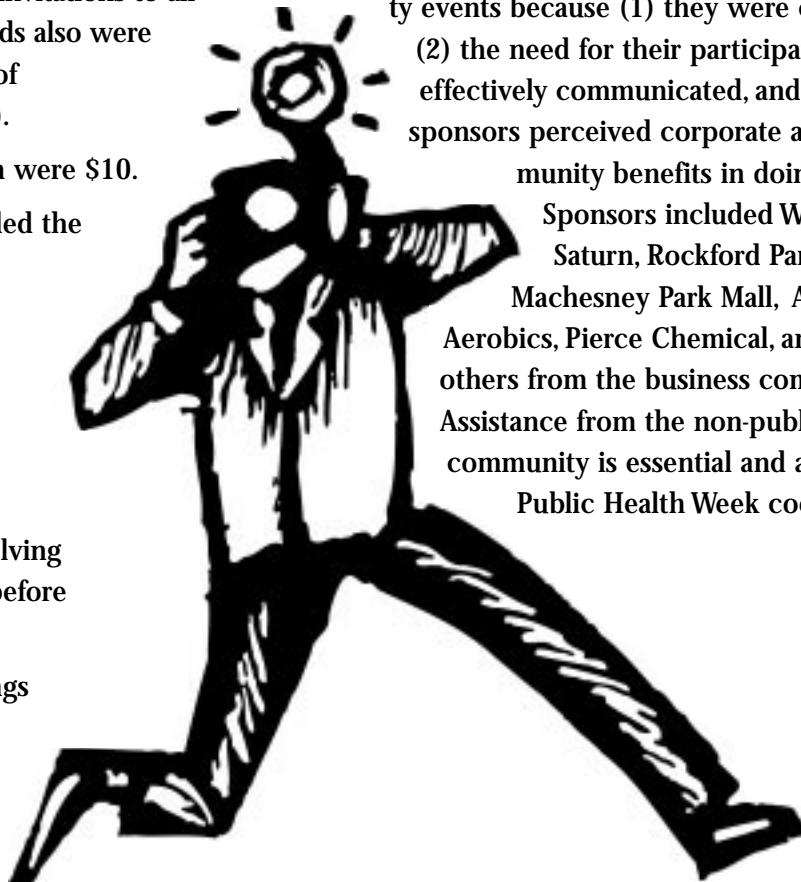 invitations to all
ds also were
of
).
n were $10.
led the
lving
before
ngs
ty events because (1) they were
(2) the need for their participa
effectively communicated, and
sponsors perceived corporate a
munity benefits in doin
Sponsors included W
Saturn, Rockford Par
Machesney Park Mall, A
Aerobics, Pierce Chemical, an
others from the business com
Assistance from the non-publ
community is essential and a
Public Health Week coo